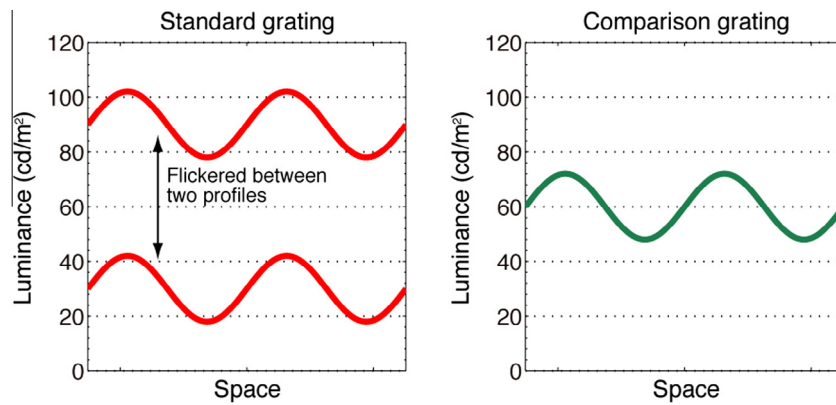 Standard grating
120
100
80
60
40
20
0
Luminance (cd/m²)
Flickered between
two profiles
Space
Comparison grating
120
100
80
60
40
20
0
Luminance (cd/m²)
Space